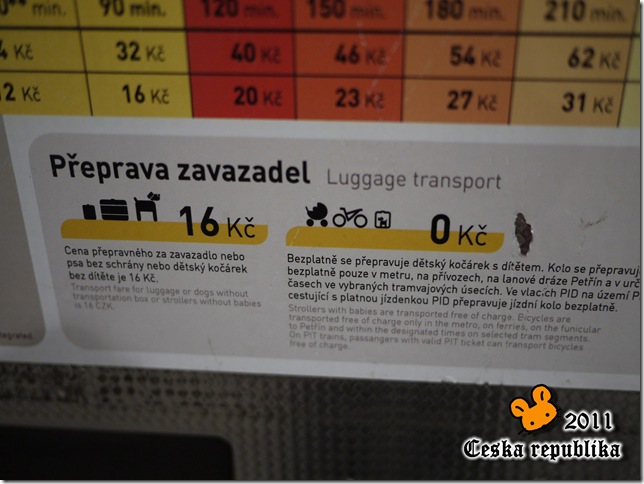 90 min. 120 min. 150 min. 180 min. 210 min.
32 Kč 40 Kč 46 Kč 54 Kč 62 Kč
16 Kč 20 Kč 23 Kč 27 Kč 31 Kč
Přeprava zavazadel Luggage transport
16 Kč 0 Kč
Cena přepravného za zavazadlo nebo
psa bez schrány nebo dětský kočárek
bez dítěte je 16 Kč.
Transport fare for luggage or dogs without
transportation box or strollers without babies
is 16 CZK.
Bezplatně se přepravuje dětský kočárek s dítětem. Kolo se přepravuj
bezplatně pouze v metru, na přívozech, na lanové dráze Petřín a v urč
časech ve vybraných tramvajových úsecích. Ve vlacích PID na území P
cestující s platnou jízdenkou PID přepravuje jízdní kolo bezplatně.
Strollers with babies are transported free of charge. Bicycles are
transported free of charge only in the metro, on ferries, on the funicular
to Petřín and within the designated times on selected tram segments.
On PIT trains, passengers with valid PIT ticket can transport bicycles
free of charge.
2011
Ceska republika